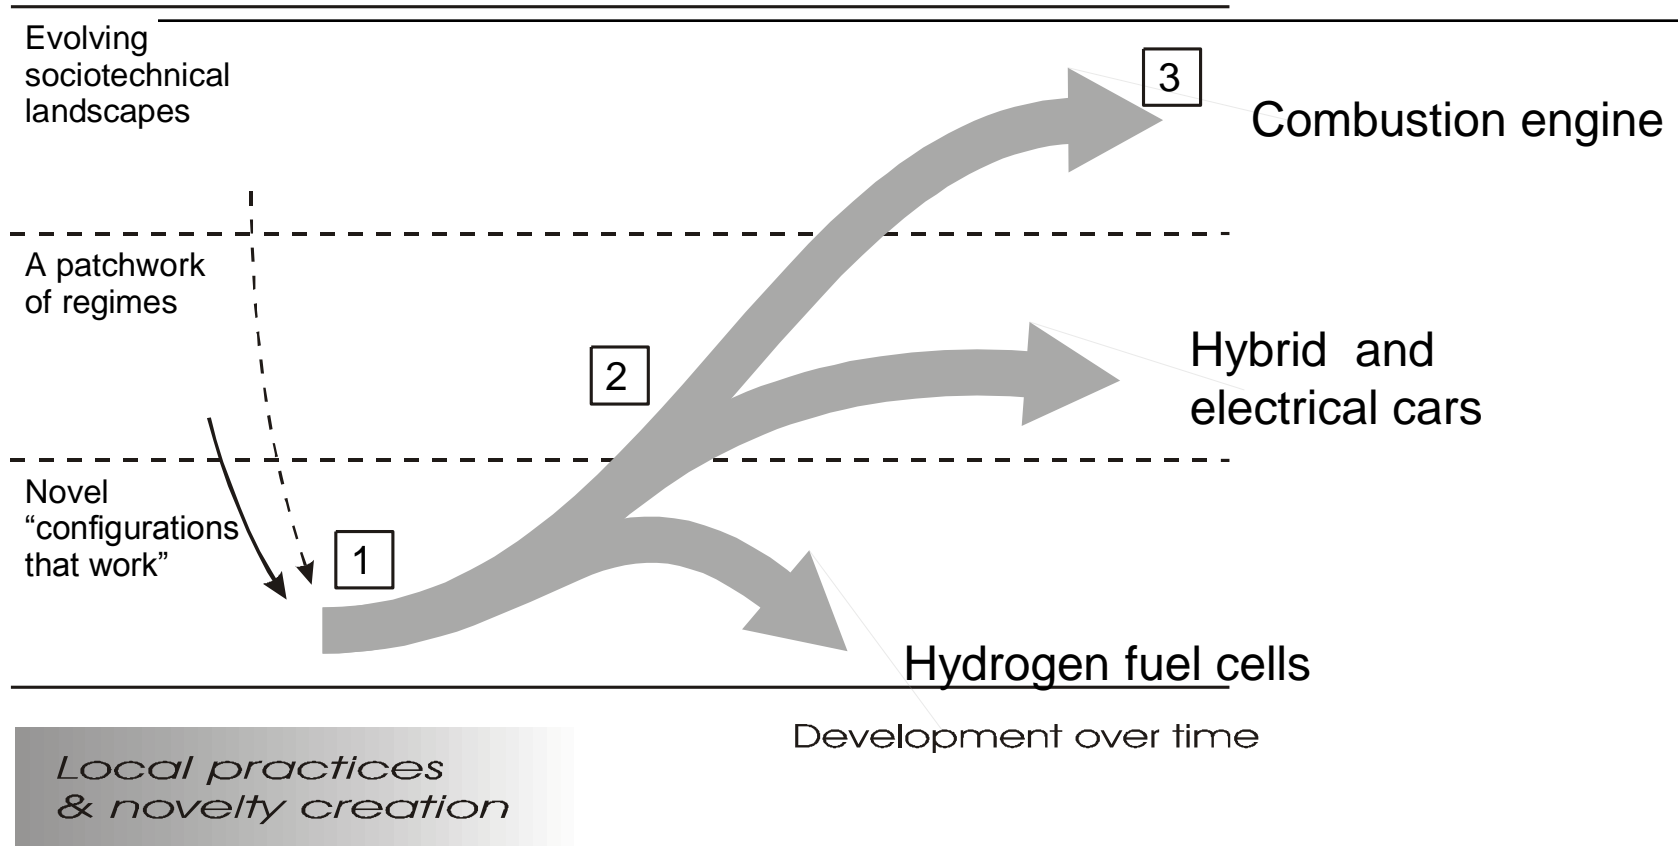 Evolving
sociotechnical
landscapes
3
Combustion engine
A patchwork
of regimes
2
Hybrid and
electrical cars
Novel
“configurations
that work”
1
Hydrogen fuel cells
Development over time
Local practices
& novelty creation